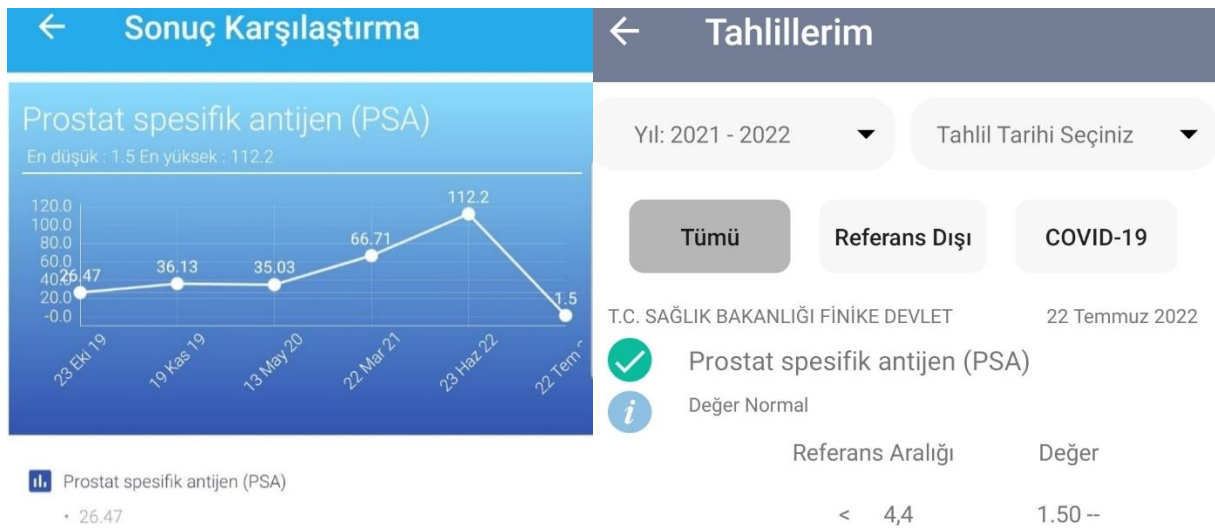 Sonuç Karşılaştırma
Prostat spesifik antijen (PSA)
En düşük : 1.5 En yüksek : 112.2
120.0
100.0
80.0
60.0
40.0
20.0
-0.0
26.47
36.13
35.03
66.71
112.2
1.5
23 Eki 19
19 Kas 19
13 May 20
22 Mar 21
23 Haz 22
22 Tem
Prostat spesifik antijen (PSA)
• 26.47
Tahlillerim
Yıl: 2021 - 2022
Tahlil Tarihi Seçiniz
Tümü
Referans Dışı
COVID-19
T.C. SAĞLIK BAKANLIĞI FİNİKE DEVLET
22 Temmuz 2022
Prostat spesifik antijen (PSA)
i
Değer Normal
Referans Aralığı Değer
< 4,4 1.50 --